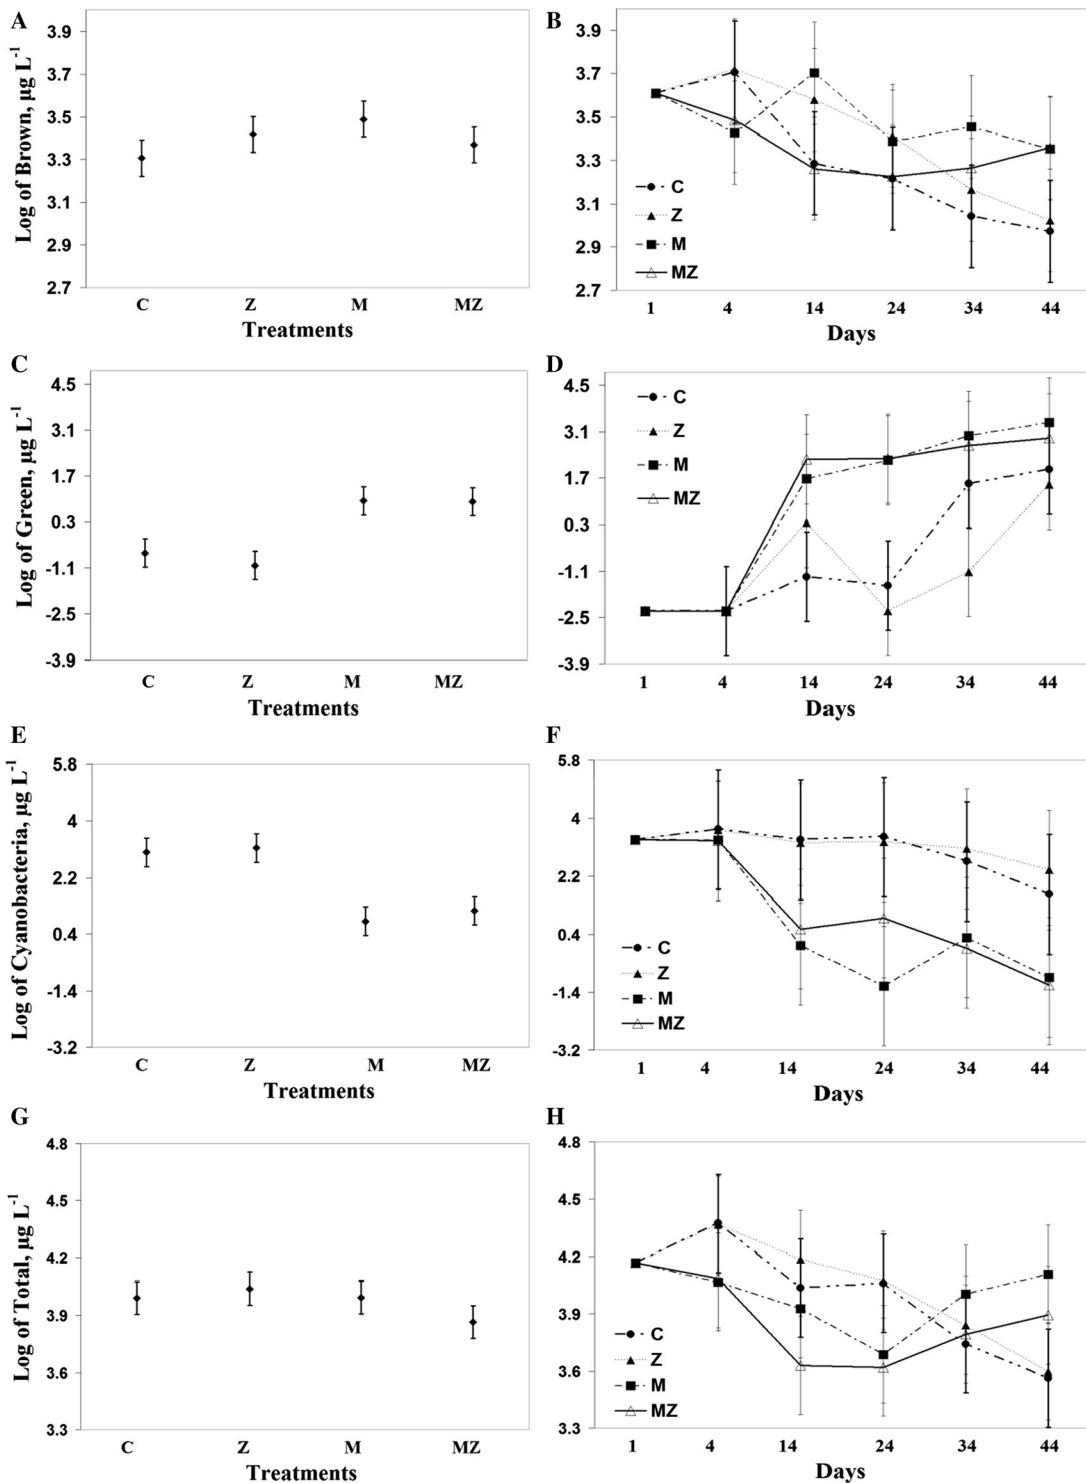 A
Log of Brown, µg L⁻¹
3.9
3.7
3.5
3.3
3.1
2.9
2.7
C Z M MZ
Treatments
B
3.9
3.7
3.5
3.3
3.1
2.9
2.7
C
Z
M
MZ
1 4 14 24 34 44
Days
C
Log of Green, µg L⁻¹
4.5
3.1
1.7
0.3
-1.1
-2.5
-3.9
C Z M MZ
Treatments
D
4.5
3.1
1.7
0.3
-1.1
-2.5
-3.9
C
Z
M
MZ
1 4 14 24 34 44
Days
E
Log of Cyanobacteria, µg L⁻¹
5.8
4
2.2
0.4
-1.4
-3.2
C Z M MZ
Treatments
F
5.8
4
2.2
0.4
-1.4
-3.2
C
Z
M
MZ
1 4 14 24 34 44
Days
G
Log of Total, µg L⁻¹
4.8
4.5
4.2
3.9
3.6
3.3
C Z M MZ
Treatments
H
4.8
4.5
4.2
3.9
3.6
3.3
C
Z
M
MZ
1 4 14 24 34 44
Days